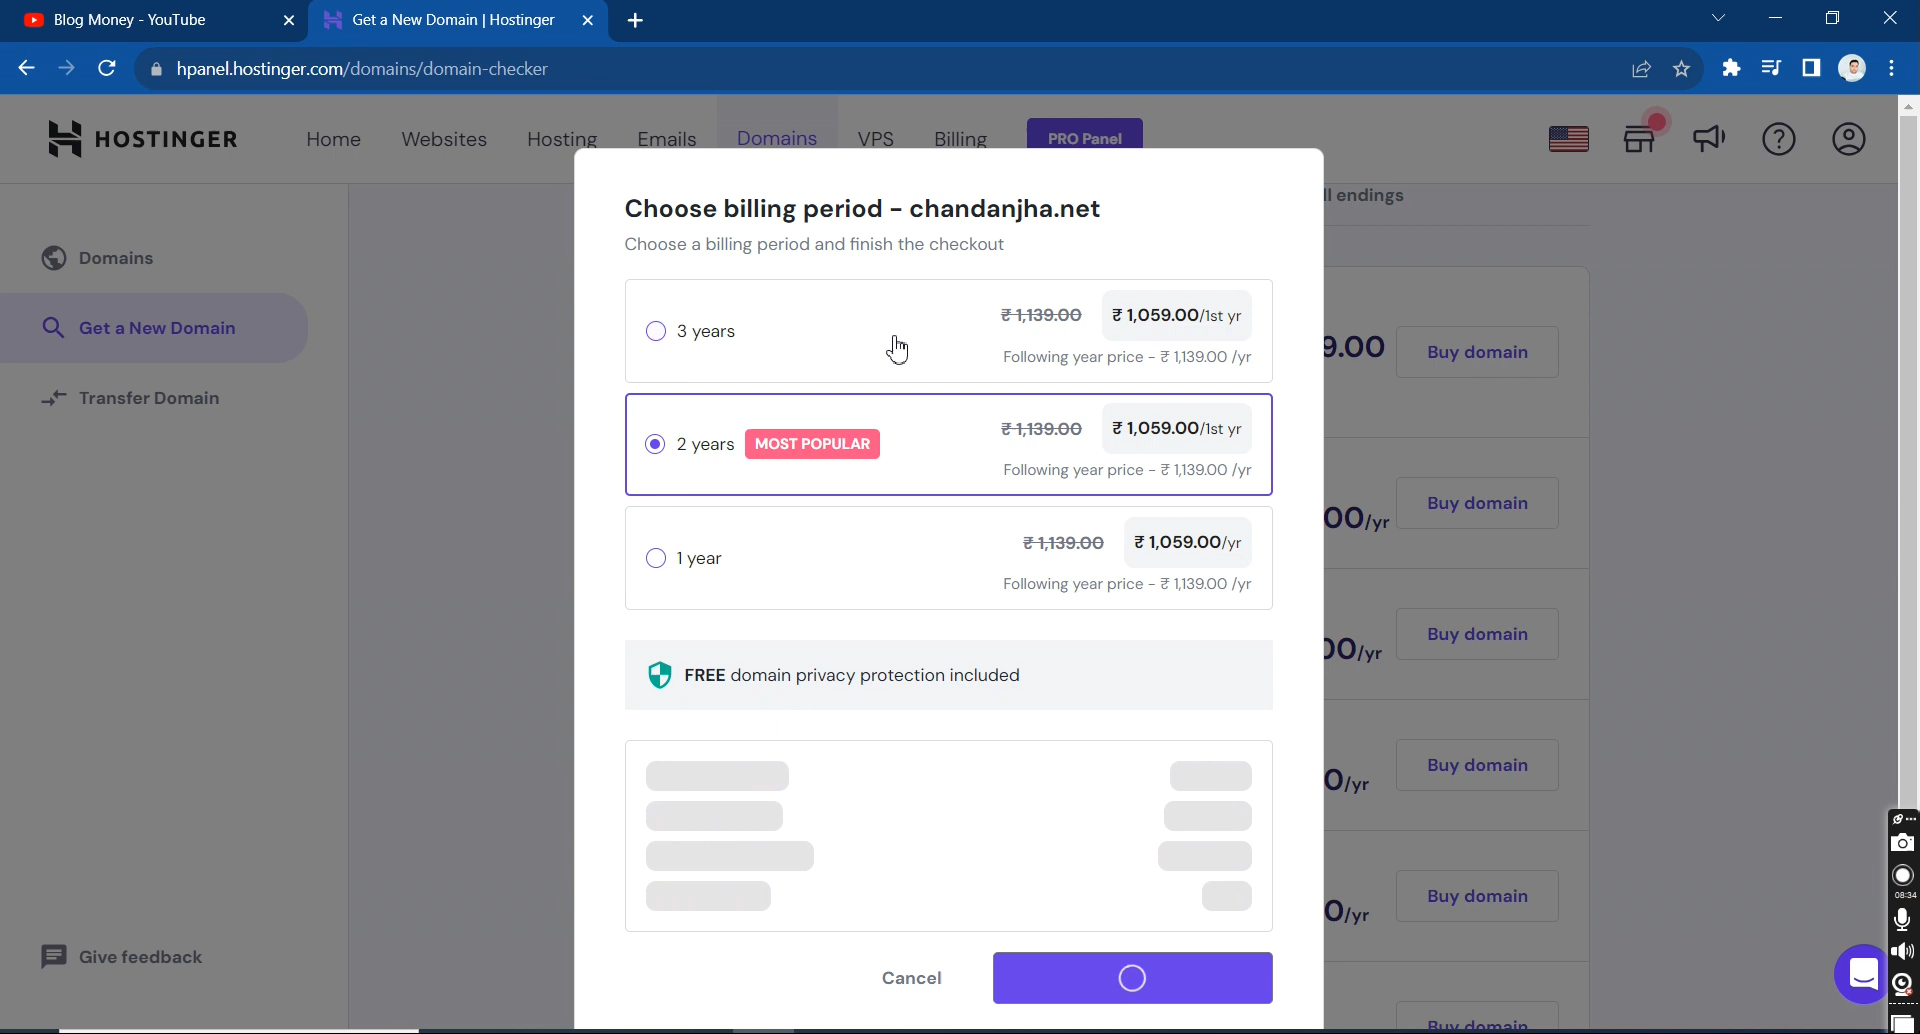 Blog Money - YouTube
Get a New Domain | Hostinger
hpanel.hostinger.com/domains/domain-checker
HOSTINGER
Home
Websites
Hosting
Emails
Domains
VPS
Billing
PRO Panel
Domains
Get a New Domain
Transfer Domain
Give feedback
ll endings
Choose billing period - chandanjha.net
Choose a billing period and finish the checkout
3 years
₹ 1,139.00
₹ 1,059.00/1st yr
Following year price - ₹ 1,139.00 /yr
2 years
MOST POPULAR
₹ 1,139.00
₹ 1,059.00/1st yr
Following year price - ₹ 1,139.00 /yr
1 year
₹ 1,139.00
₹ 1,059.00/yr
Following year price - ₹ 1,139.00 /yr
FREE domain privacy protection included
Cancel
9.00
Buy domain
00/yr
Buy domain
00/yr
Buy domain
0/yr
Buy domain
0/yr
Buy domain
Buy domain
08:34